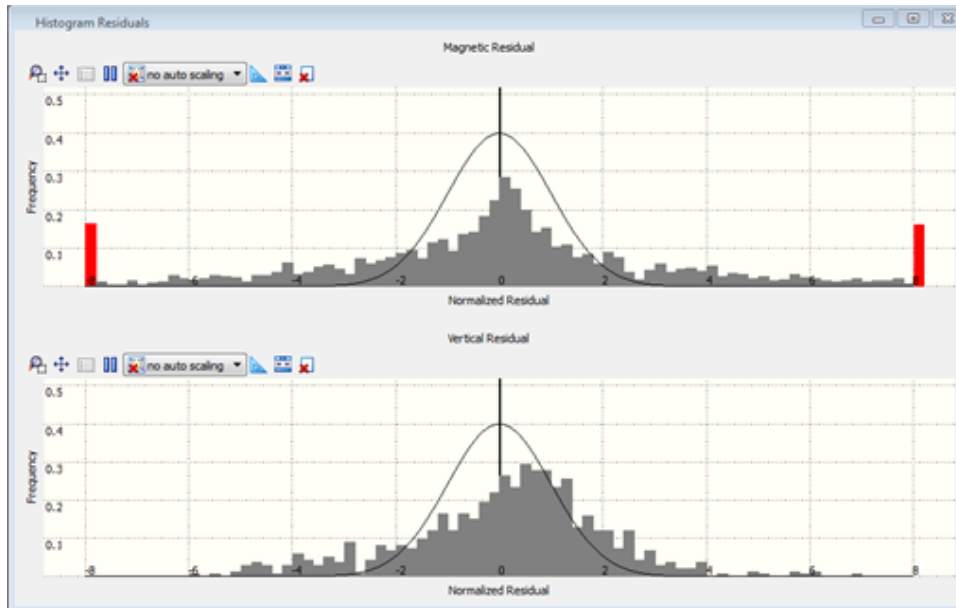 Histogram Residuals
Magnetic Residual
no auto scaling
0.5
0.4
0.3
0.2
0.1
Frequency
-8 -6 -4 -2 0 2 4 6 8
Normalized Residual
Vertical Residual
no auto scaling
0.5
0.4
0.3
0.2
0.1
Frequency
-8 -6 -4 -2 0 2 4 6 8
Normalized Residual